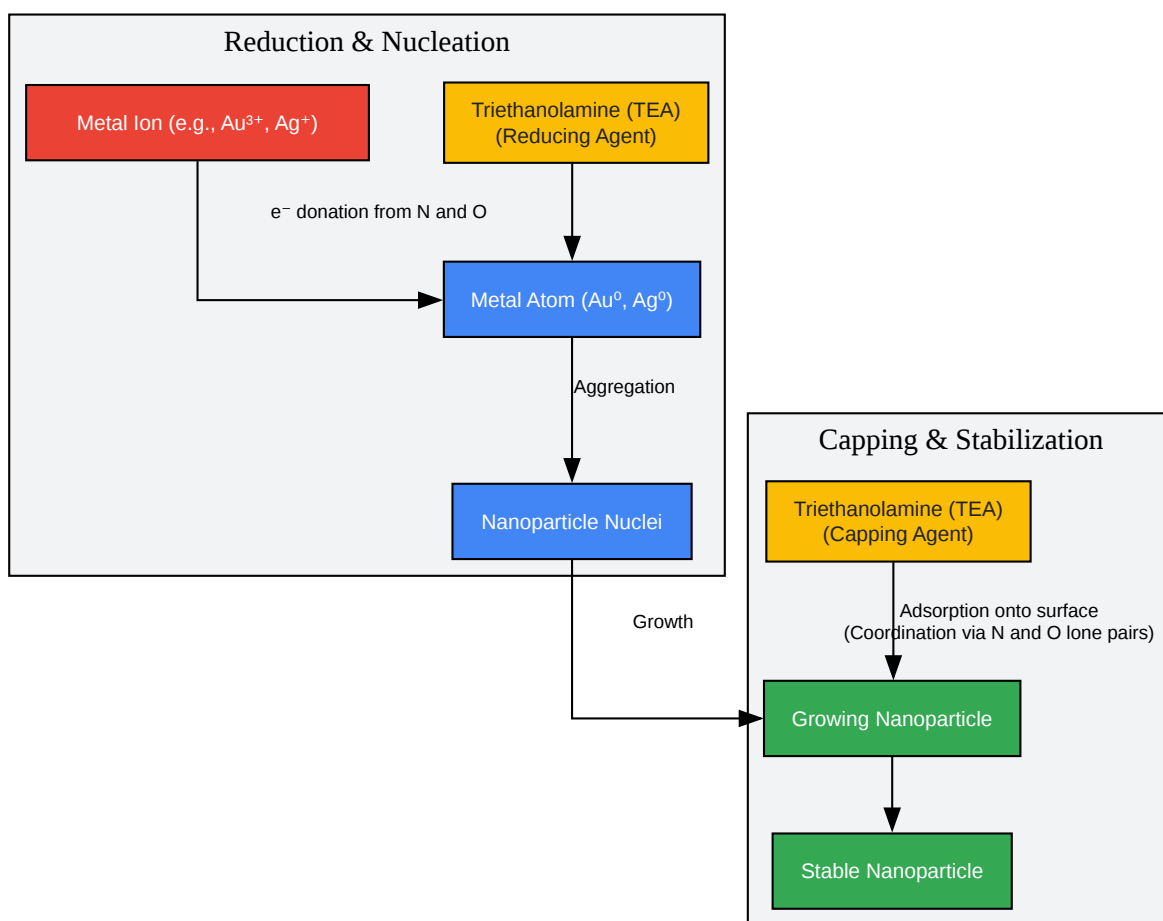 Reduction & Nucleation
Metal Ion (e.g., Au³⁺, Ag⁺)
Triethanolamine (TEA)
(Reducing Agent)
e⁻ donation from N and O
Metal Atom (Au⁰, Ag⁰)
Aggregation
Nanoparticle Nuclei
Growth
Capping & Stabilization
Triethanolamine (TEA)
(Capping Agent)
Adsorption onto surface
(Coordination via N and O lone pairs)
Growing Nanoparticle
Stable Nanoparticle